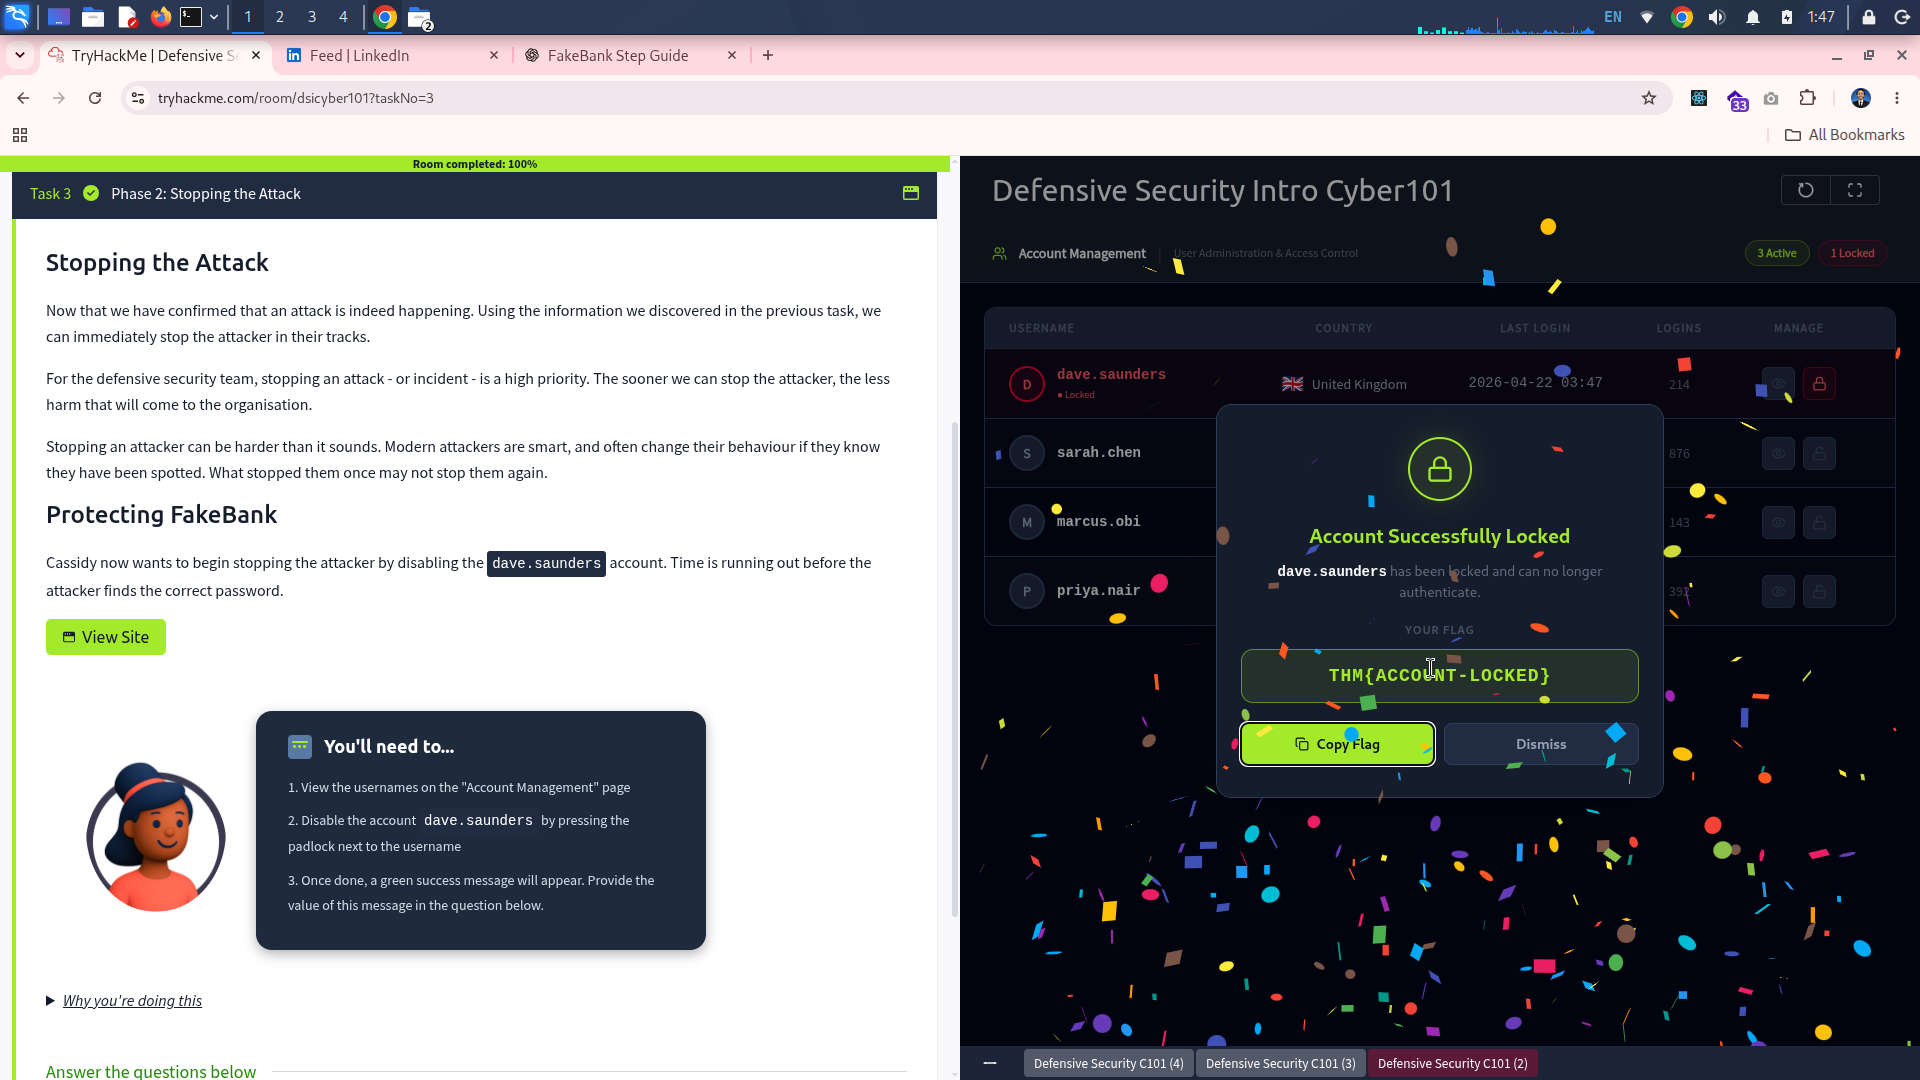 1 2 3 4
2
EN
1:47
TryHackMe | Defensive Se
Feed | LinkedIn
FakeBank Step Guide
tryhackme.com/room/dsicyber101?taskNo=3
33
All Bookmarks
Room completed: 100%
Task 3 Phase 2: Stopping the Attack
Stopping the Attack
Now that we have confirmed that an attack is indeed happening. Using the information we discovered in the previous task, we
can immediately stop the attacker in their tracks.
For the defensive security team, stopping an attack - or incident - is a high priority. The sooner we can stop the attacker, the less
harm that will come to the organisation.
Stopping an attacker can be harder than it sounds. Modern attackers are smart, and often change their behaviour if they know
they have been spotted. What stopped them once may not stop them again.
Protecting FakeBank
Cassidy now wants to begin stopping the attacker by disabling the dave.saunders account. Time is running out before the
attacker finds the correct password.
View Site
You'll need to...
1. View the usernames on the "Account Management" page
2. Disable the account dave.saunders by pressing the
padlock next to the username
3. Once done, a green success message will appear. Provide the
value of this message in the question below.
Why you're doing this
Answer the questions below
Defensive Security Intro Cyber101
Account Management User Administration & Access Control 3 Active 1 Locked
USERNAME COUNTRY LAST LOGIN LOGINS MANAGE
D dave.saunders United Kingdom 2026-04-22 03:47 214
• Locked
S sarah.chen 876
M marcus.obi 143
P priya.nair 392
Account Successfully Locked
dave.saunders has been locked and can no longer
authenticate.
YOUR FLAG
THM{ACCOUNT-LOCKED}
Copy Flag Dismiss
Defensive Security C101 (4) Defensive Security C101 (3) Defensive Security C101 (2)